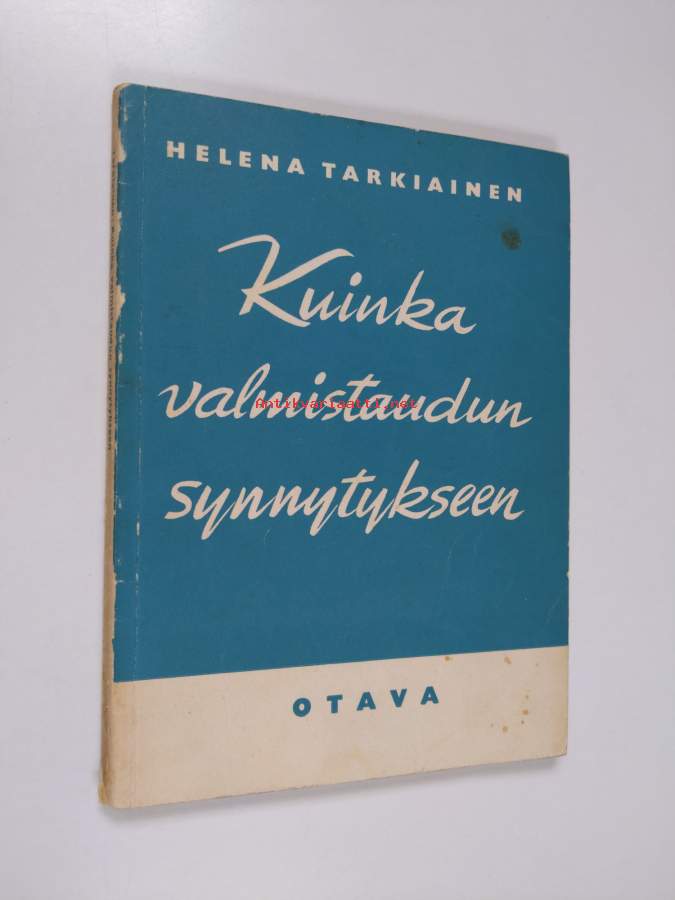 HELENA TARKIAINEN
Kuinka
valmistaudun
synnytykseen
Antikvariaatti.net
OTAVA